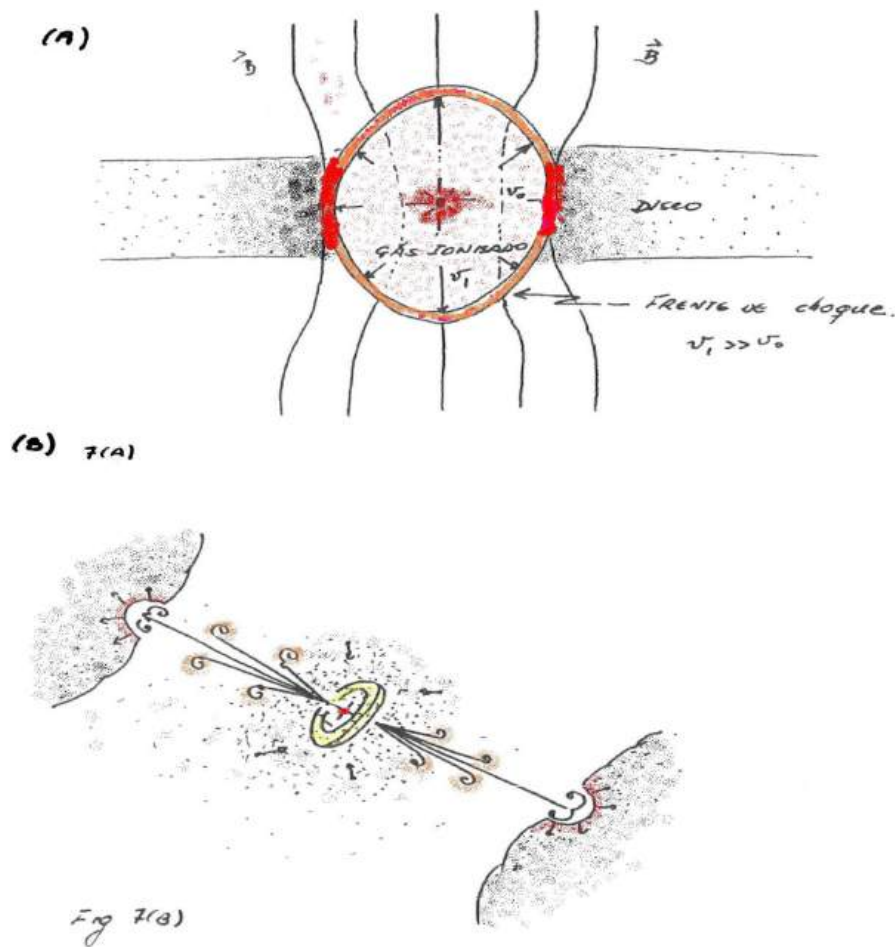 (A)
B
B
v₀
DISCO
GÁS IONIZADO
v₁
FRENTE DE choque.
v₁ >> v₀
(B) 7(A)
Fig 7(B)